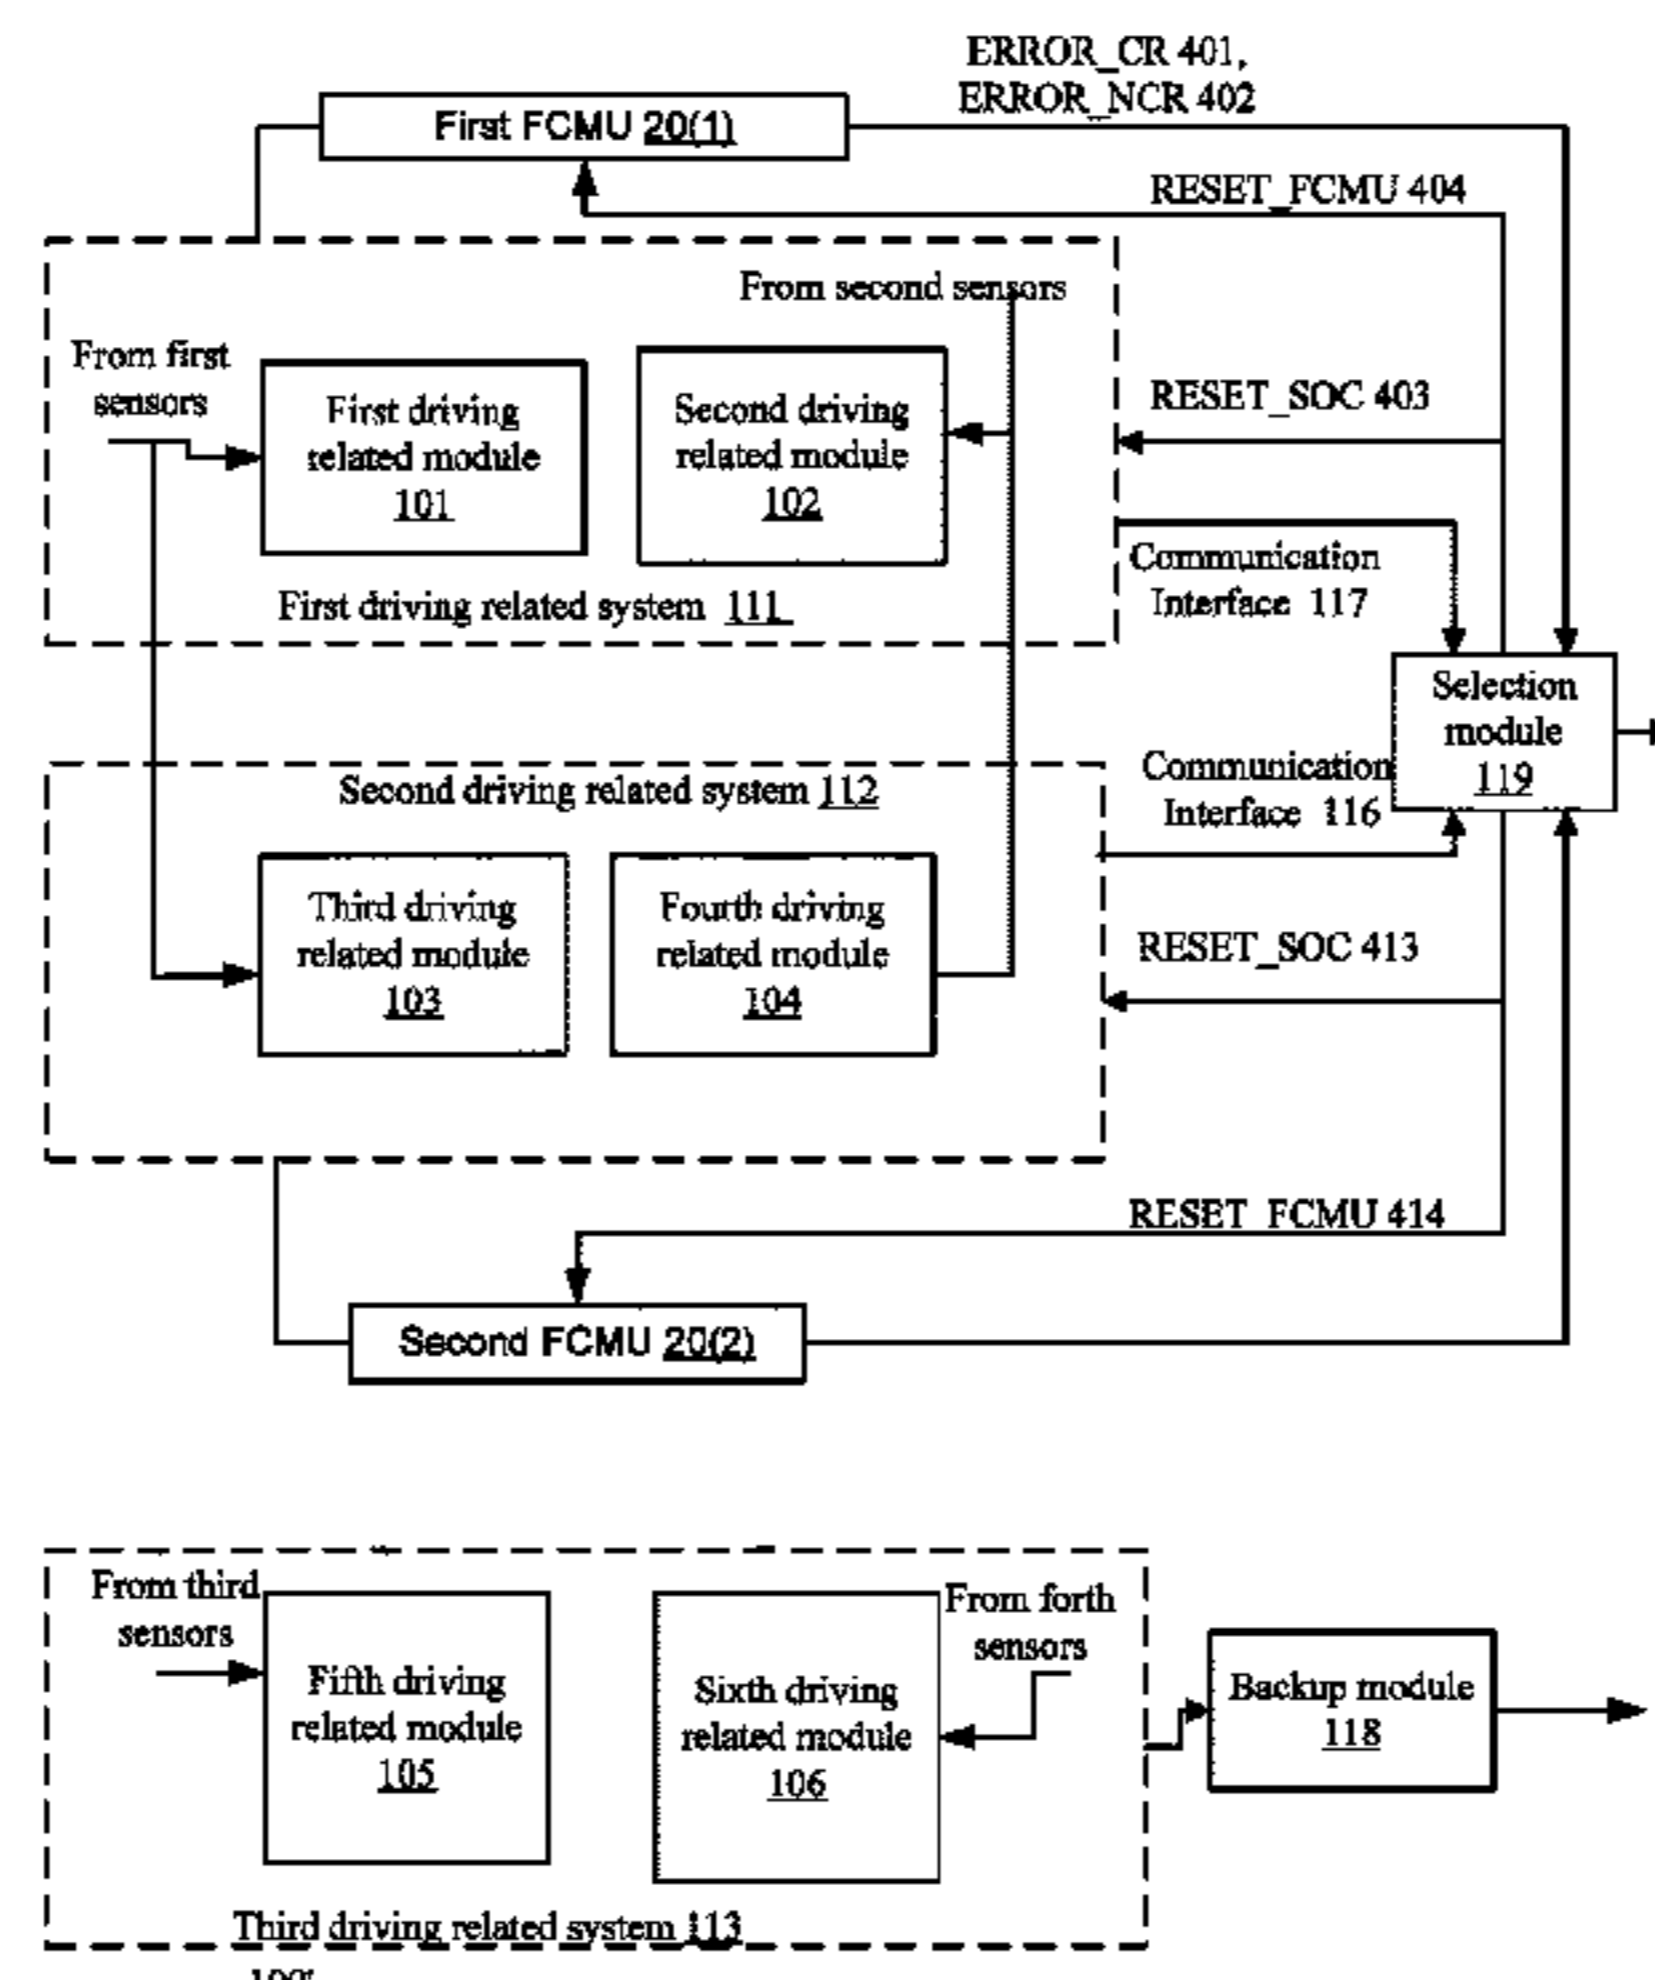 ERROR_CR 401,
ERROR_NCR 402
First FCMU 20(1)
RESET_FCMU 404
From second sensors
From first
sensors
First driving
related module
101
Second driving
related module
102
RESET_SOC 403
Communication
Interface 117
First driving related system 111
Selection
module
119
Second driving related system 112
Communication
Interface 116
Third driving
related module
103
Fourth driving
related module
104
RESET_SOC 413
RESET_FCMU 414
Second FCMU 20(2)
From third
sensors
From forth
sensors
Fifth driving
related module
105
Sixth driving
related module
106
Backup module
118
Third driving related system 113